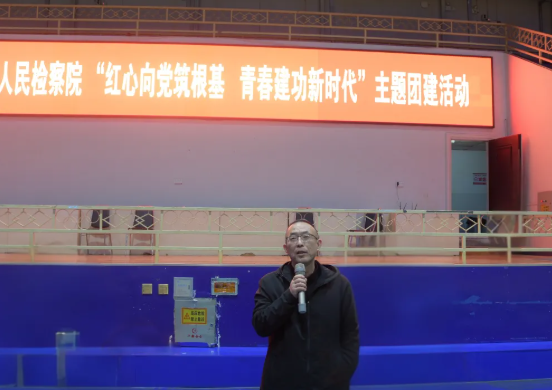 人民检察院 “红心向党筑根基 青春建功新时代” 主题团建活动